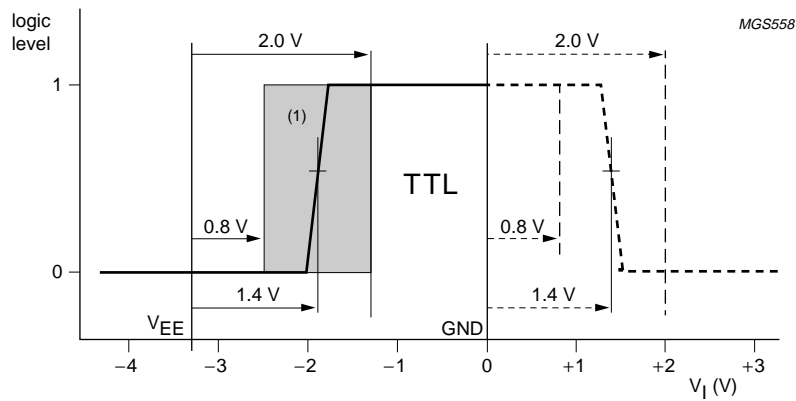 logic
level
MGS558
2.0 V
2.0 V
1
(1)
TTL
0.8 V
0.8 V
0
1.4 V
1.4 V
VEE
GND
−4
−3
−2
−1
0
+1
+2
+3
VI (V)